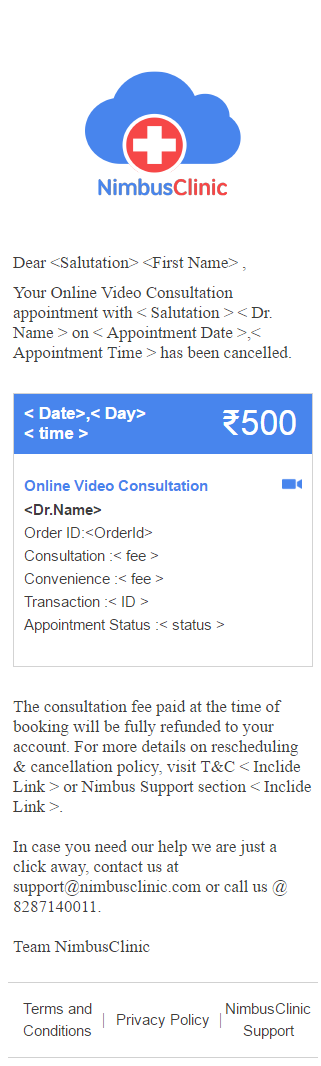 NimbusClinic
Dear <Salutation> <First Name> ,
Your Online Video Consultation
appointment with < Salutation > < Dr.
Name > on < Appointment Date >,<
Appointment Time > has been cancelled.
< Date>,< Day>
< time >
₹500
Online Video Consultation
<Dr.Name>
Order ID:<OrderId>
Consultation :< fee >
Convenience :< fee >
Transaction :< ID >
Appointment Status :< status >
The consultation fee paid at the time of
booking will be fully refunded to your
account. For more details on rescheduling
& cancellation policy, visit T&C < Inclide
Link > or Nimbus Support section < Inclide
Link >.
In case you need our help we are just a
click away, contact us at
support@nimbusclinic.com or call us @
8287140011.
Team NimbusClinic
Terms and
Conditions
| Privacy Policy |
NimbusClinic
Support